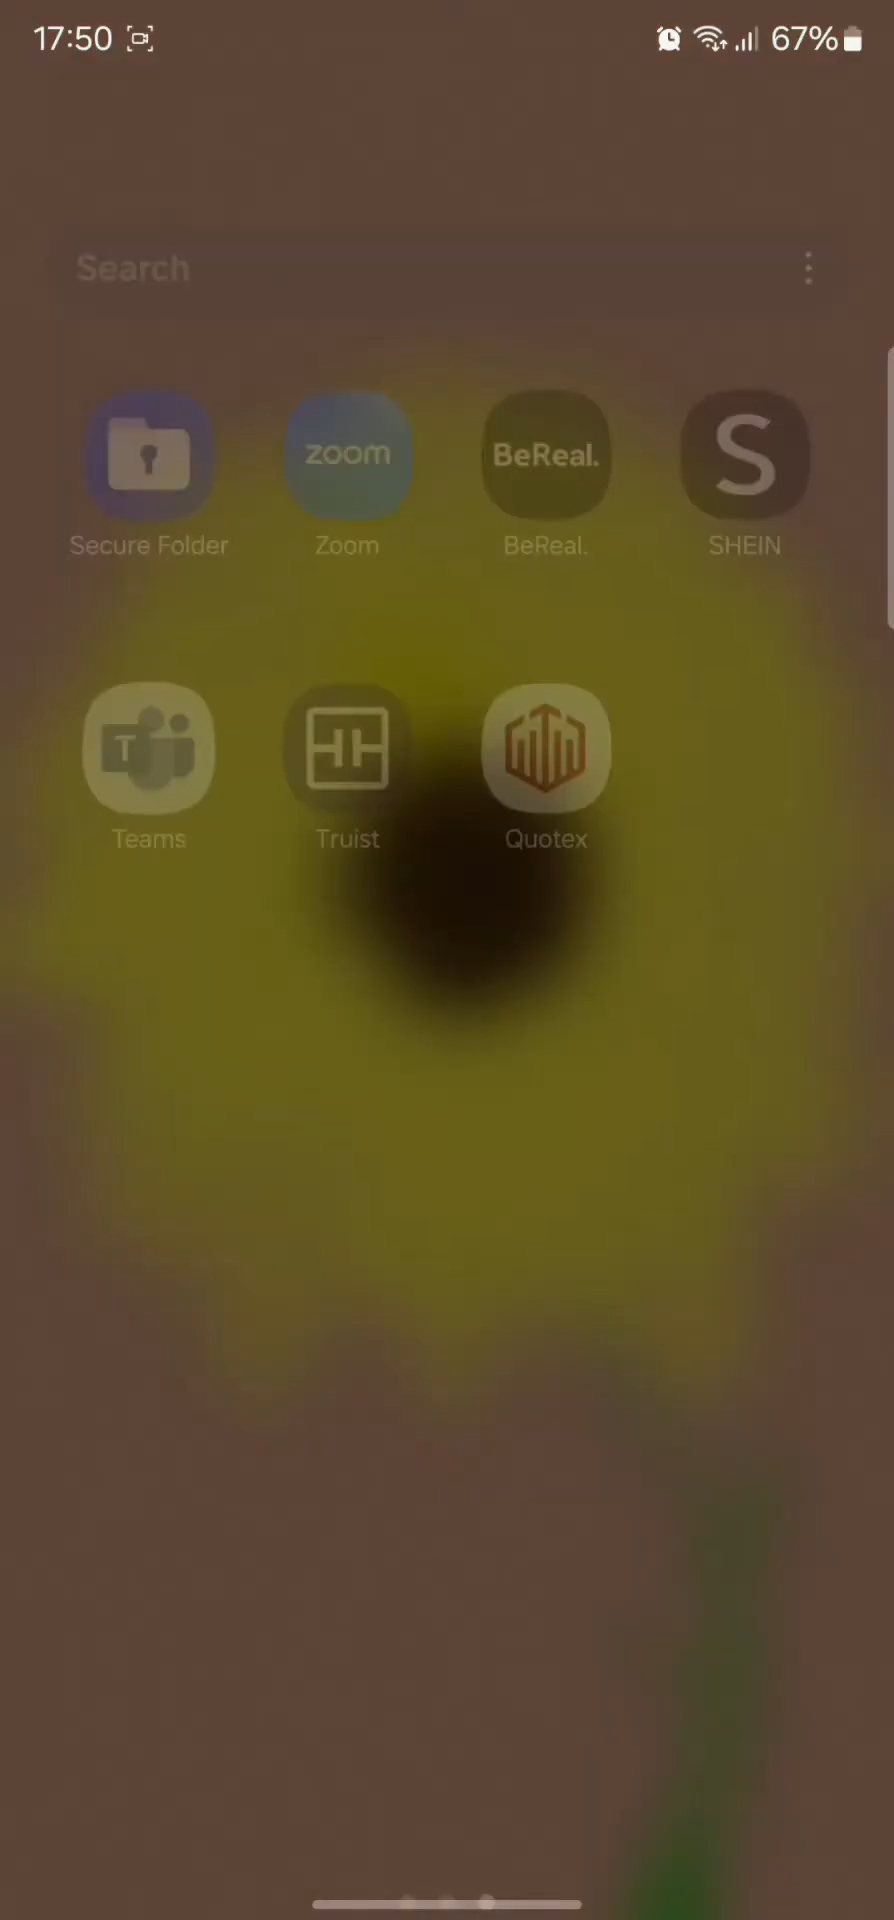 17:50 67%
Search
zoom BeReal. S
Secure Folder Zoom BeReal. SHEIN
T
Teams Truist Quotex